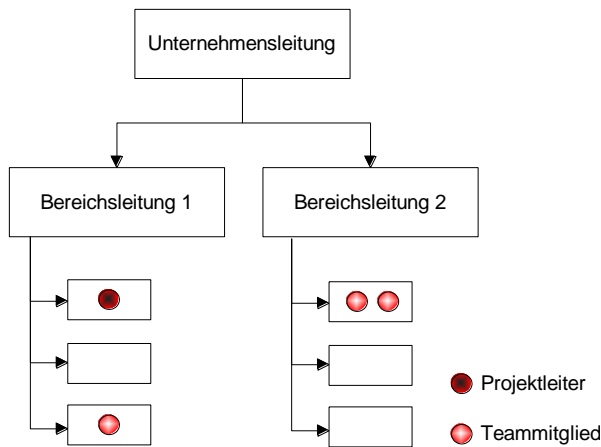 Unternehmensleitung
Bereichsleitung 1
Bereichsleitung 2
Projektleiter
Teammitglied